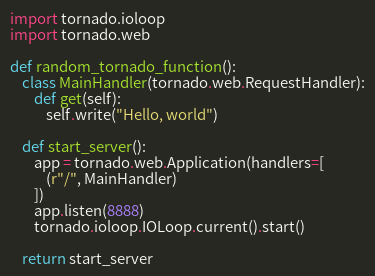 import tornado.ioloop
import tornado.web

def random_tornado_function():
    class MainHandler(tornado.web.RequestHandler):
        def get(self):
            self.write("Hello, world")

    def start_server():
        app = tornado.web.Application(handlers=[
            (r"/", MainHandler)
        ])
        app.listen(8888)
        tornado.ioloop.IOLoop.current().start()

    return start_server